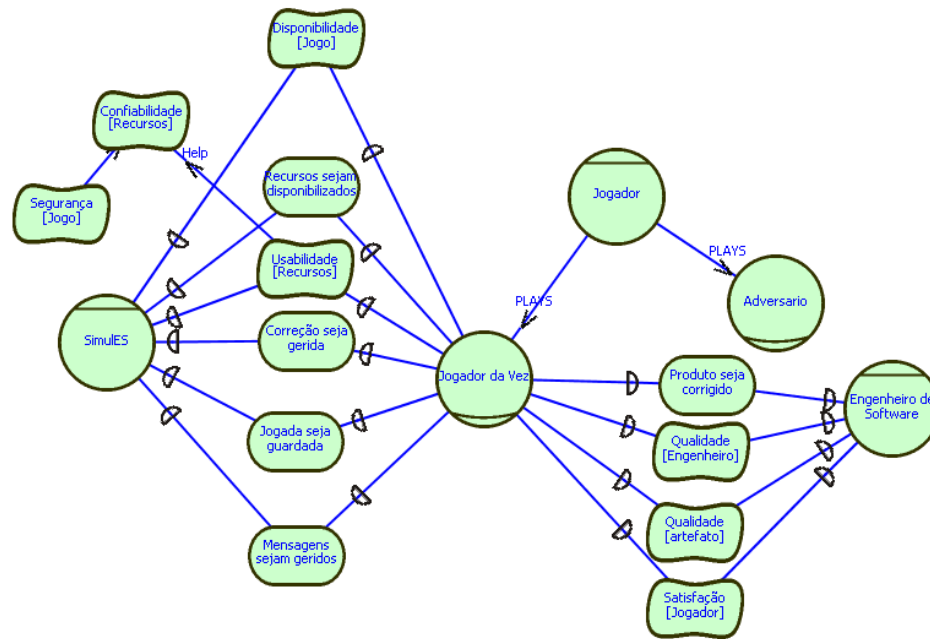 Disponibilidade
[Jogo]
Confiabilidade
[Recursos]
Help
Segurança
[Jogo]
Recursos sejam
disponibilizados
Jogador
Usabilidade
[Recursos]
PLAYS
PLAYS
Adversario
SimulES
Correção seja
gerida
Jogador da Vez
Produto seja
corrigido
Engenheiro de
Software
Jogada seja
guardada
Qualidade
[Engenheiro]
Qualidade
[artefato]
Mensagens
sejam geridos
Satisfação
[Jogador]